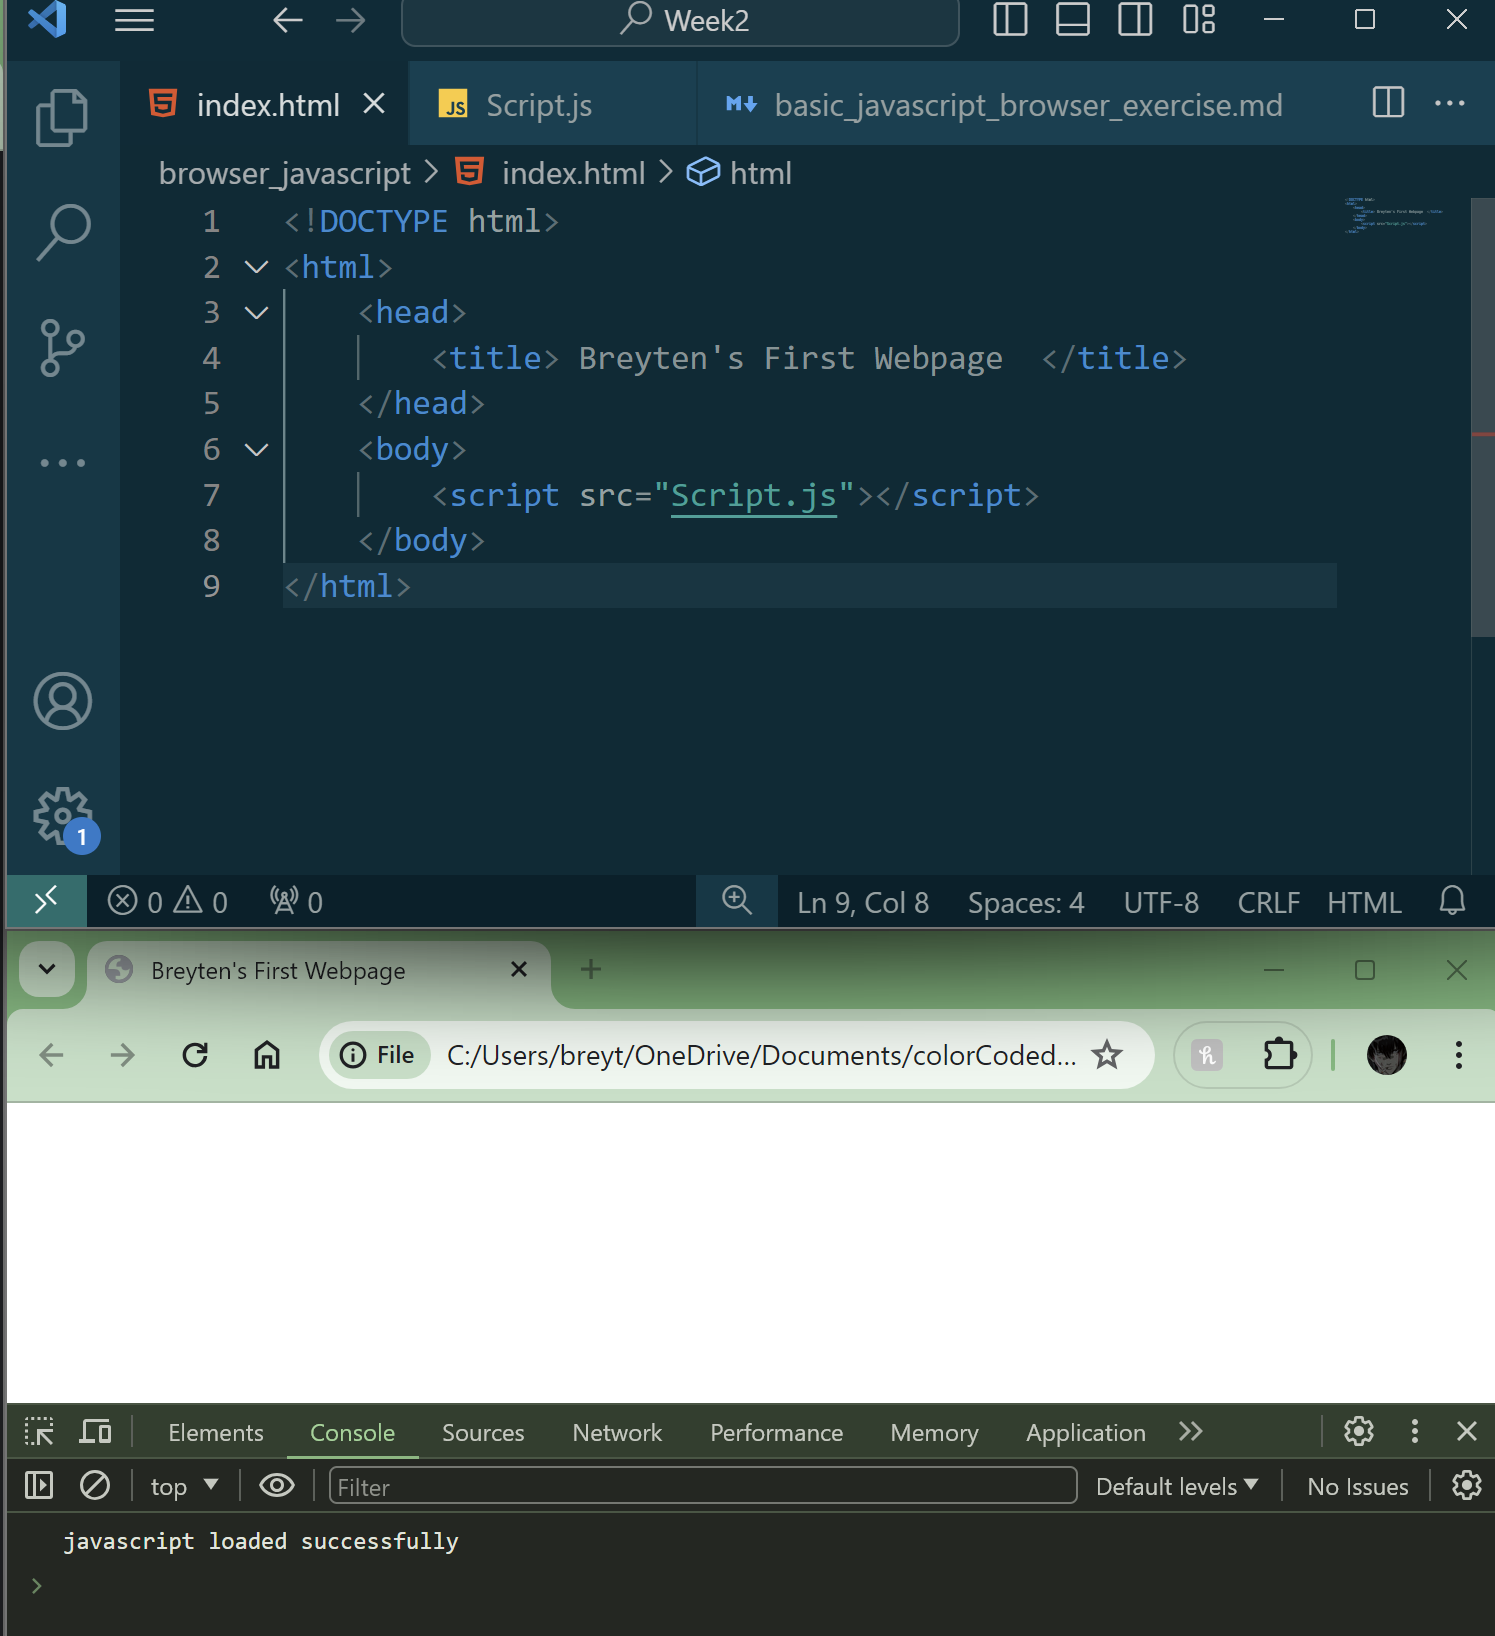 Week2
index.html
JS Script.js
basic_javascript_browser_exercise.md
browser_javascript > index.html > html
1 <!DOCTYPE html>
2 <html>
3 <head>
4 <title> Breyten's First Webpage  </title>
5 </head>
6 <body>
7 <script src="Script.js"></script>
8 </body>
9 </html>
1
0 0 0 Ln 9, Col 8 Spaces: 4 UTF-8 CRLF HTML
Breyten's First Webpage
File C:/Users/breyt/OneDrive/Documents/colorCoded...
Elements Console Sources Network Performance Memory Application
top Filter Default levels No Issues
javascript loaded successfully